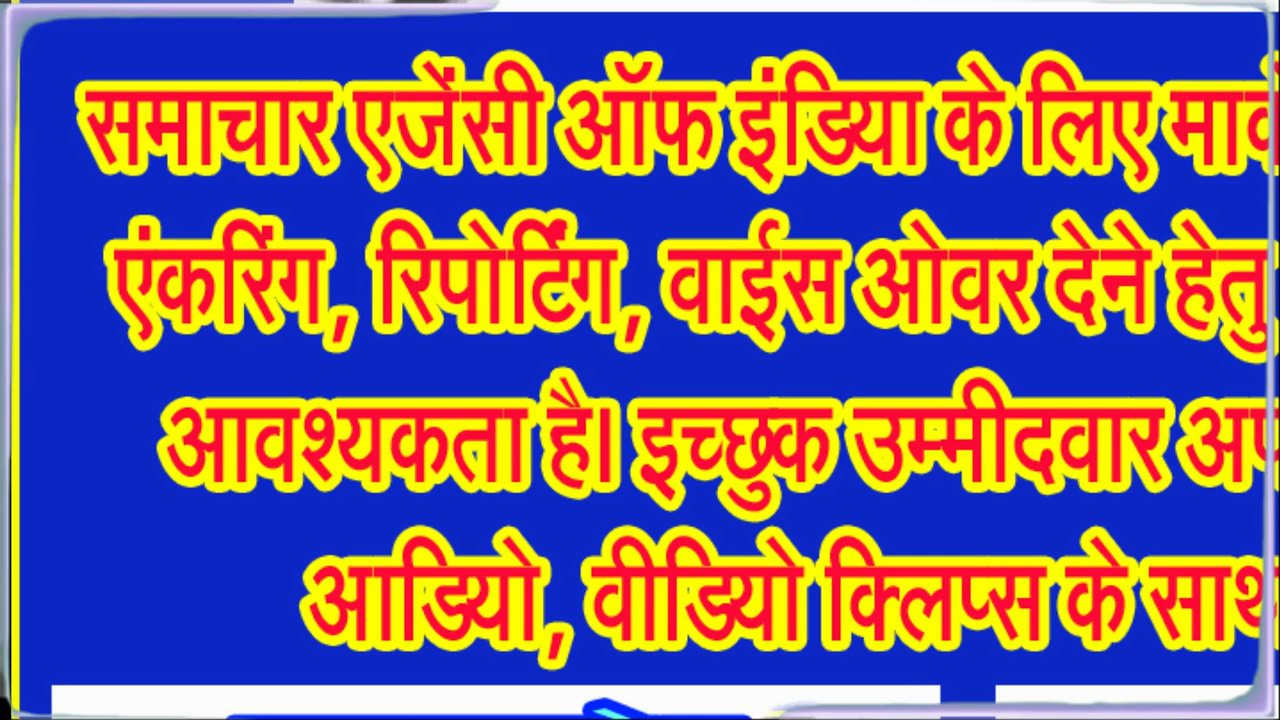 समाचार एजेंसी ऑफ इंडिया के लिए
एंकरिंग, रिपोर्टिंग, वाईस ओवर देने हेतु
आवश्यकता है। इच्छुक उम्मीदवार
आडियो, वीडियो क्लिप्स के साथ